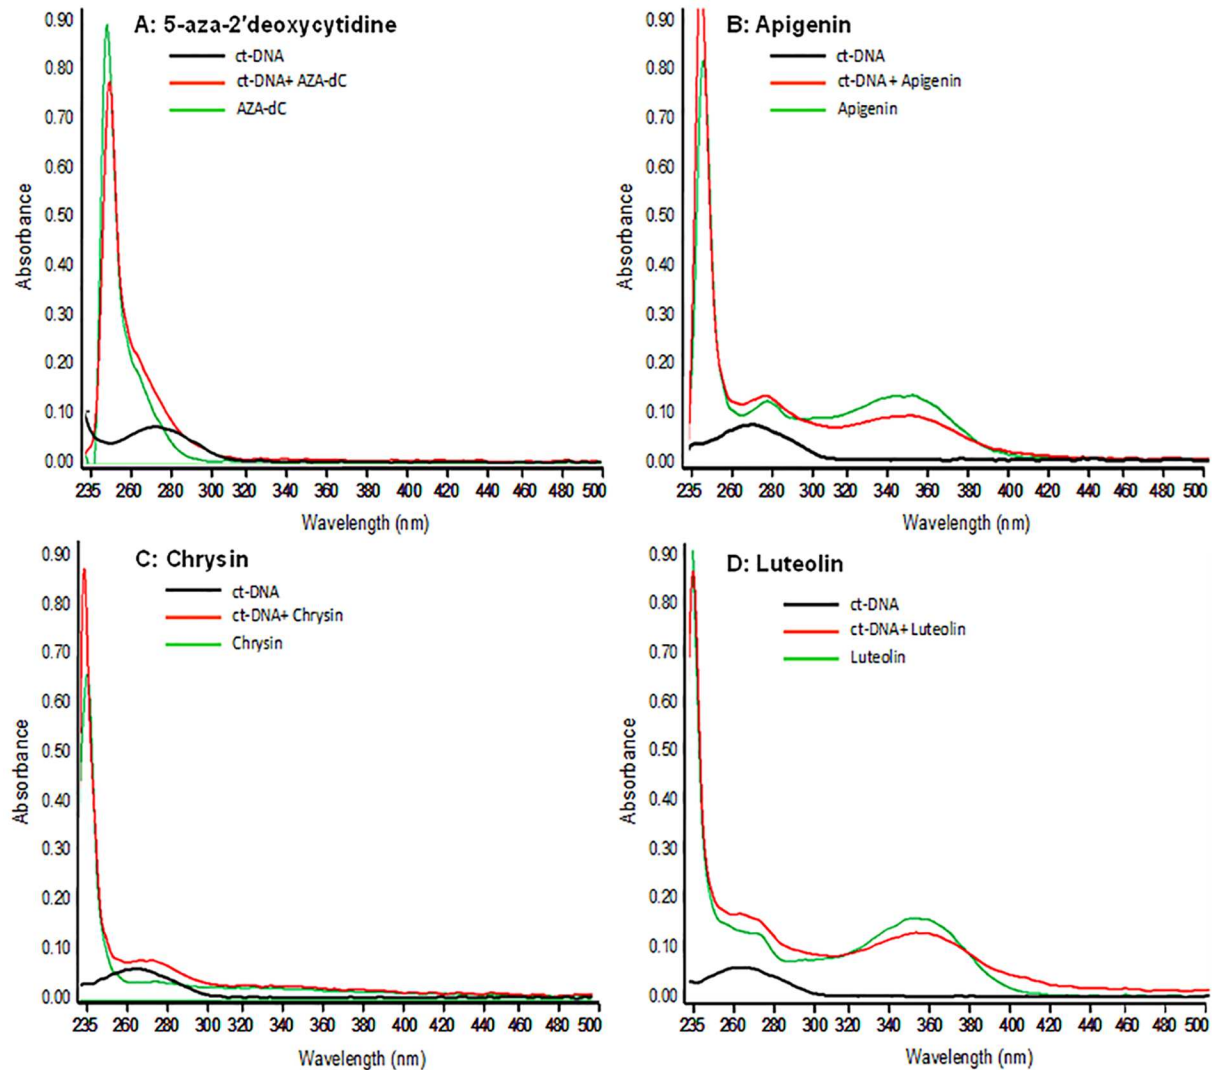 A: 5-aza-2'deoxycytidine
ct-DNA
ct-DNA+ AZA-dC
AZA-dC
0.90
0.80
0.70
0.60
0.50
0.40
0.30
0.20
0.10
0.00
Absorbance
235 260 280 300 320 340 360 400 420 440 460 480 500
Wavelength (nm)
B: Apigenin
ct-DNA
ct-DNA + Apigenin
Apigenin
0.90
0.80
0.70
0.60
0.50
0.40
0.30
0.20
0.10
0.00
Absorbance
235 260 280 300 320 340 360 400 420 440 460 480 500
Wavelength (nm)
C: Chrysin
ct-DNA
ct-DNA+ Chrysin
Chrysin
0.90
0.80
0.70
0.60
0.50
0.40
0.30
0.20
0.10
0.00
Absorbance
235 260 280 300 320 340 360 400 420 440 460 480 500
Wavelength (nm)
D: Luteolin
ct-DNA
ct-DNA+ Luteolin
Luteolin
0.90
0.80
0.70
0.60
0.50
0.40
0.30
0.20
0.10
0.00
Absorbance
235 260 280 300 320 340 360 400 420 440 460 480 500
Wavelength (nm)